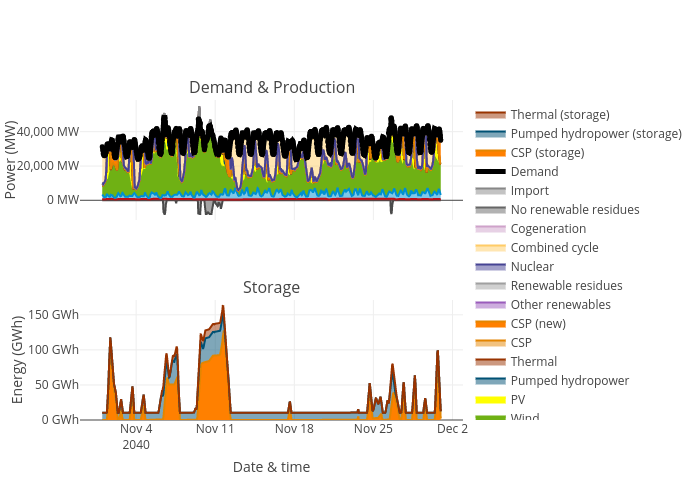 Demand & Production
Power (MW)
40,000 MW
20,000 MW
0 MW
Storage
Energy (GWh)
150 GWh
100 GWh
50 GWh
0 GWh
Nov 4
2040
Nov 11
Nov 18
Nov 25
Dec 2
Date & time
Thermal (storage)
Pumped hydropower (storage)
CSP (storage)
Demand
Import
No renewable residues
Cogeneration
Combined cycle
Nuclear
Renewable residues
Other renewables
CSP (new)
CSP
Thermal
Pumped hydropower
PV
Wind